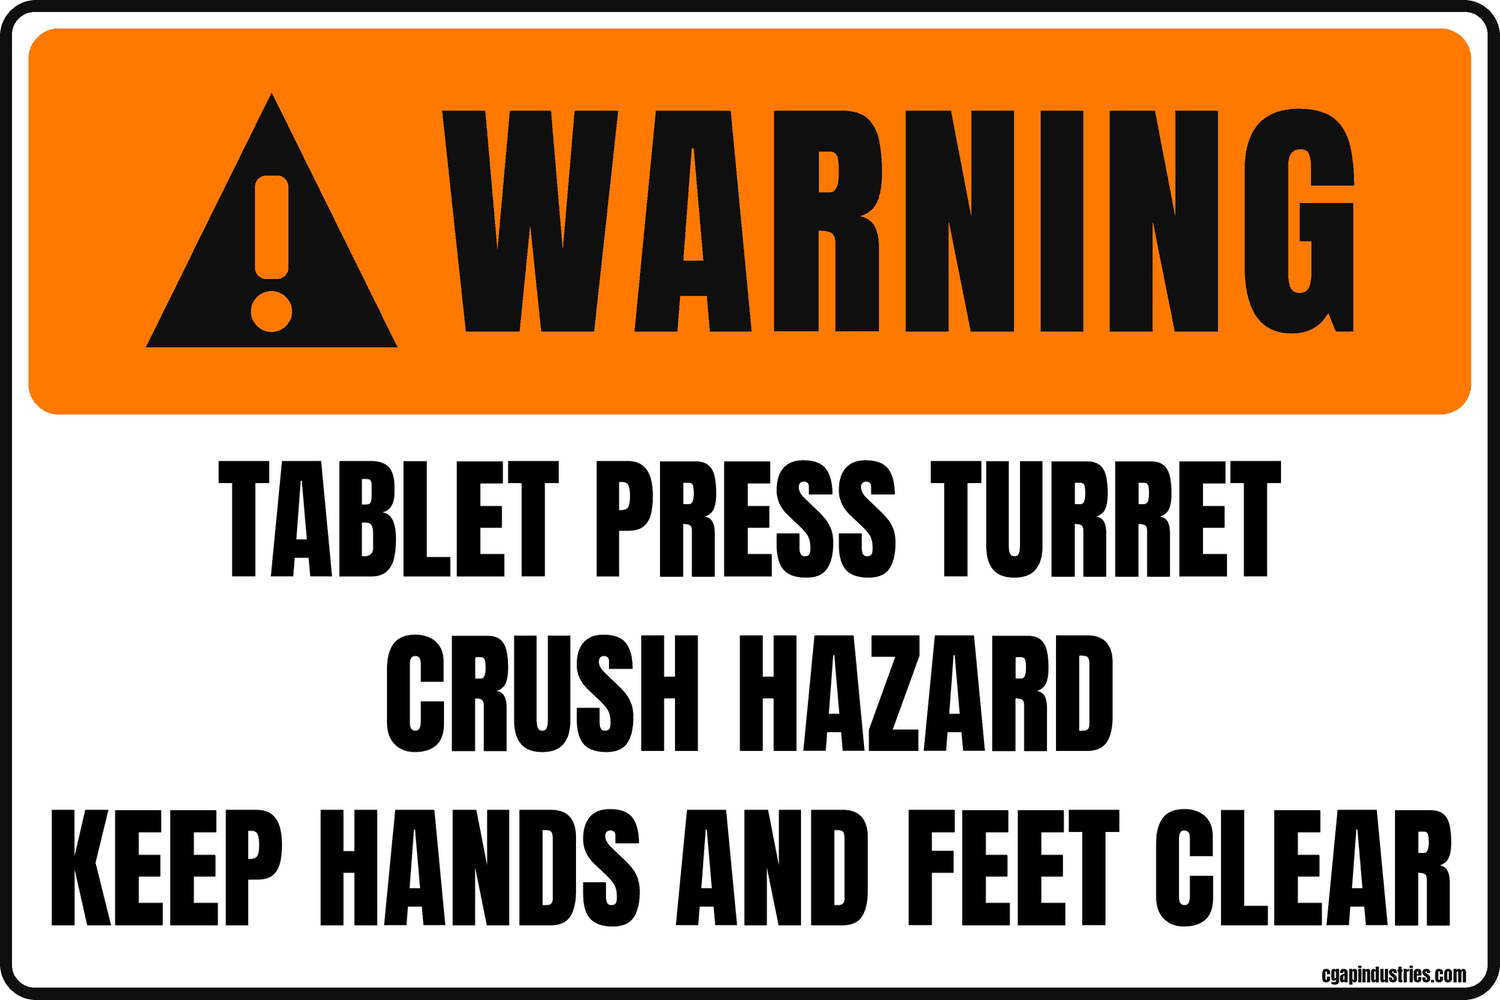 WARNING
TABLET PRESS TURRET
CRUSH HAZARD
KEEP HANDS AND FEET CLEAR
cgapindustries.com